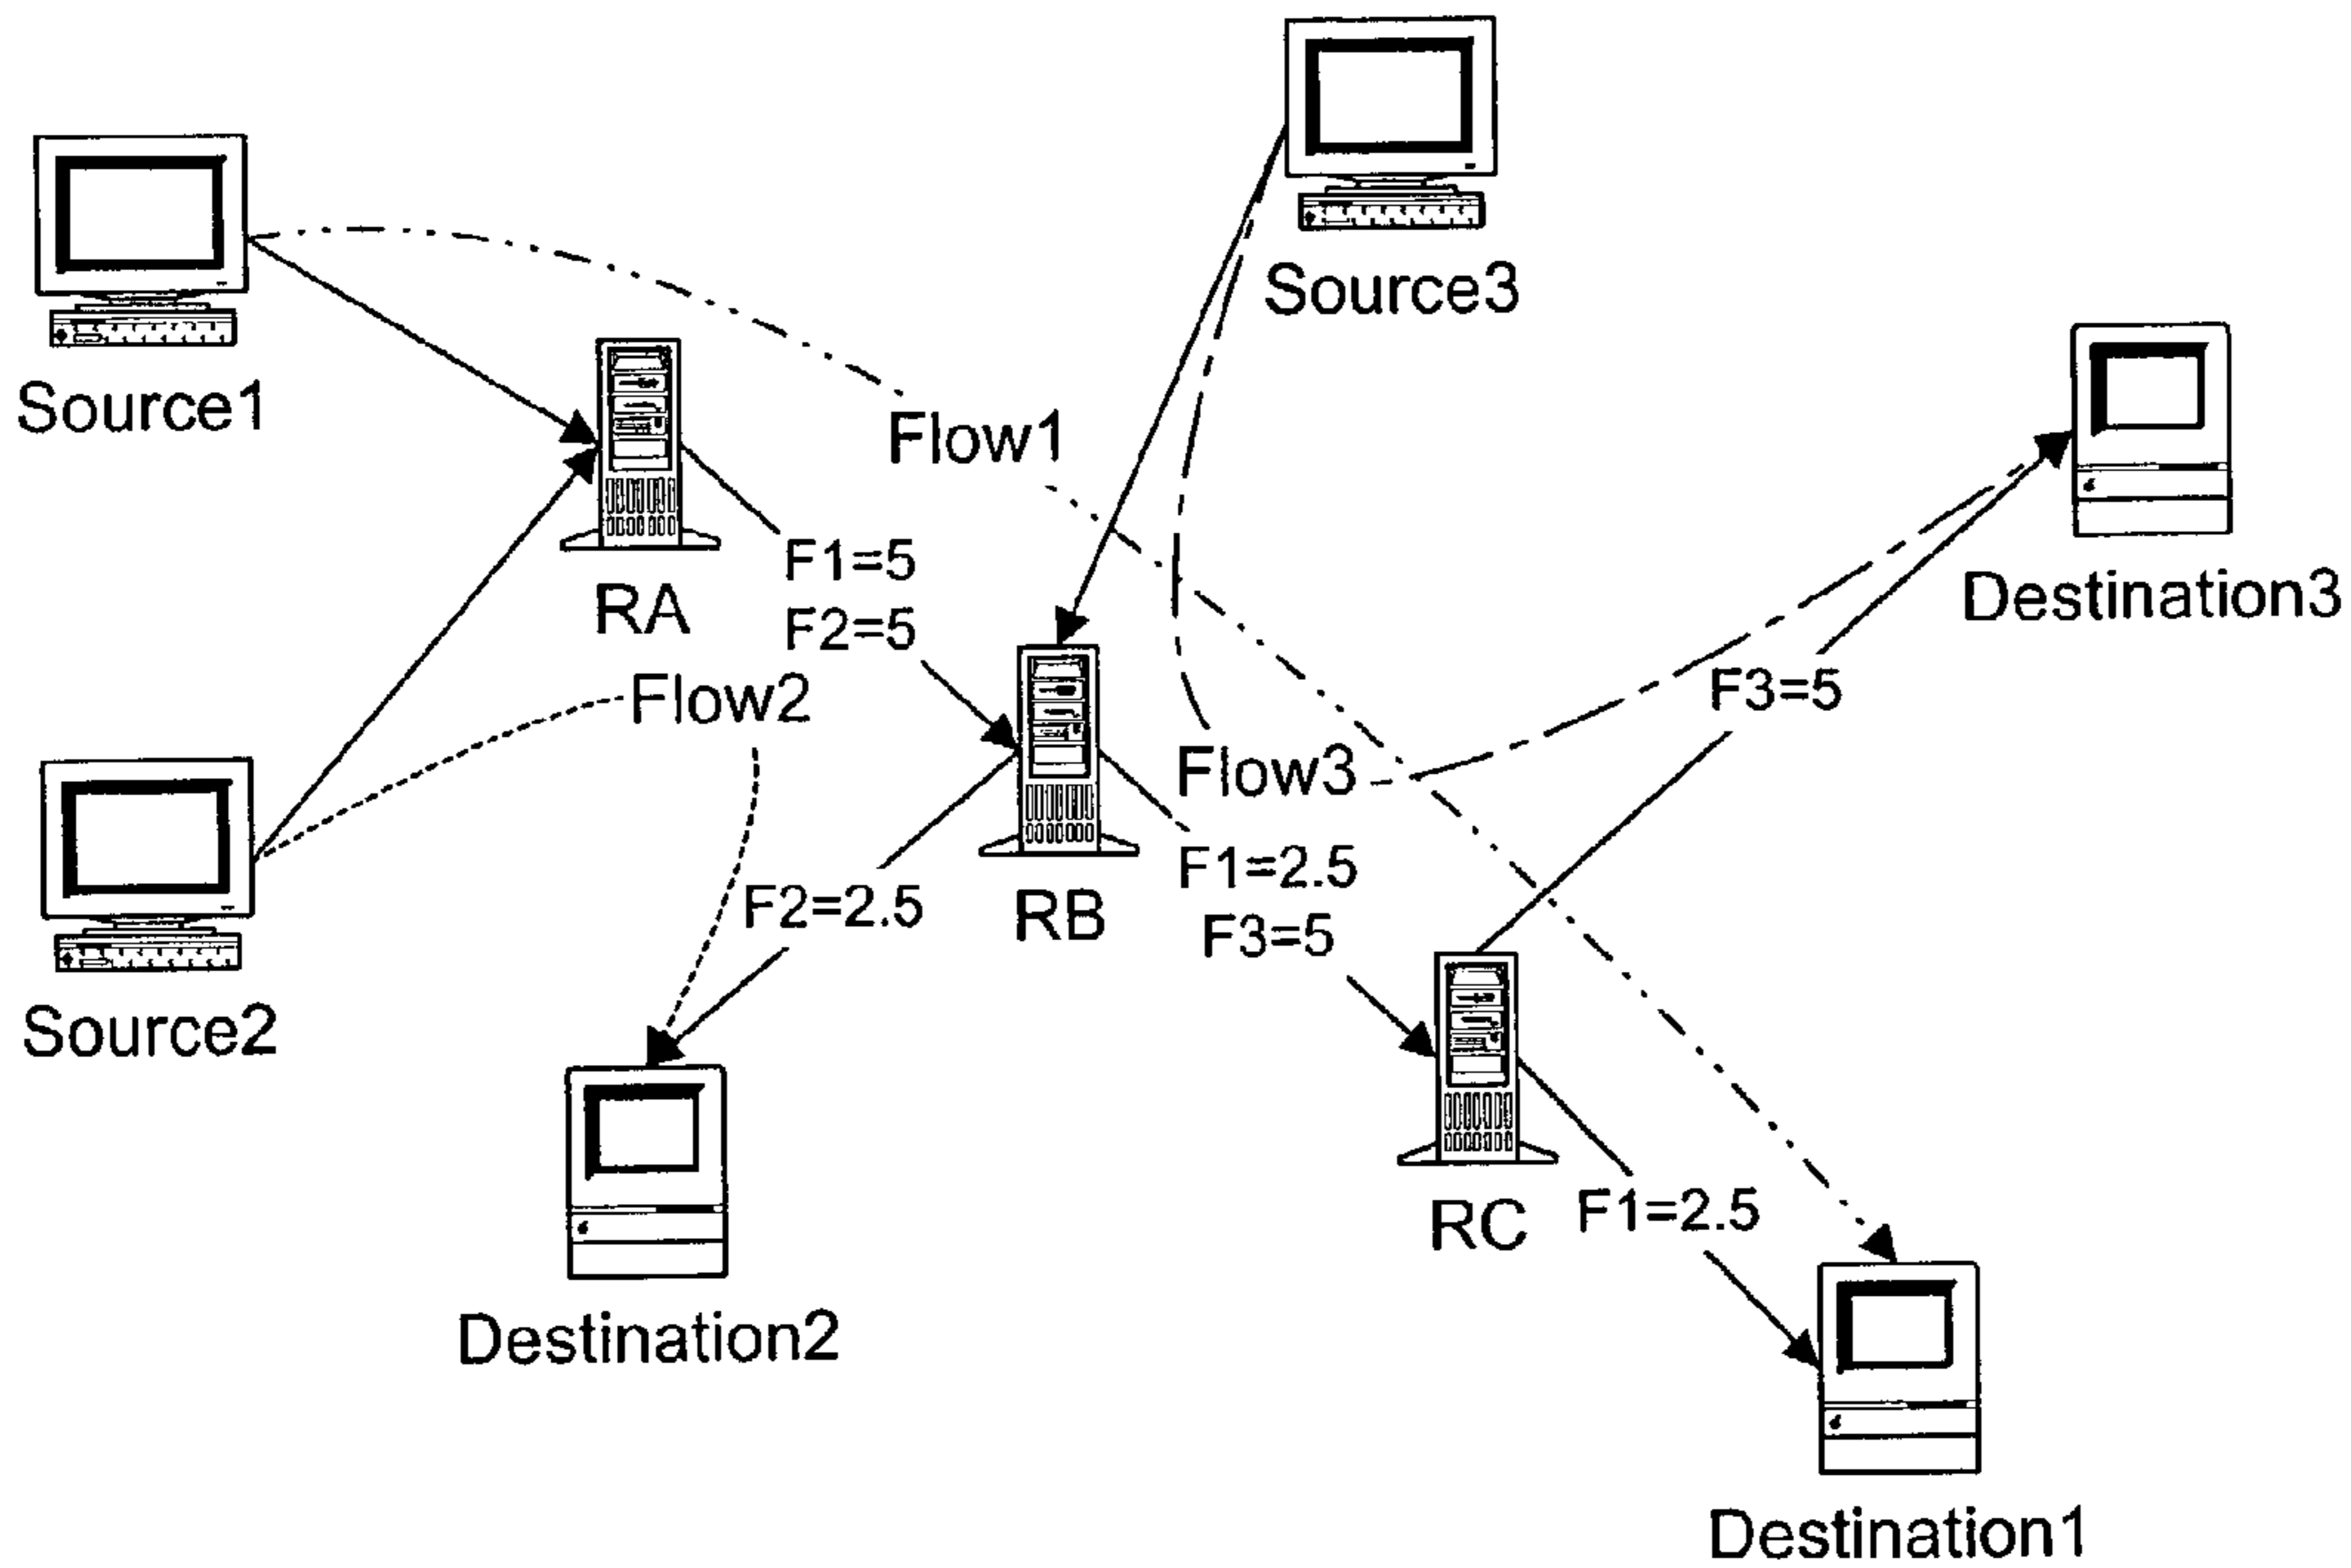 Source3
Source1
Flow1
F1=5
RA
Destination3
F2=5
Flow2
F3=5
Flow3
F1=2.5
F2=2.5
RB
F3=5
Source2
RC
F1=2.5
Destination2
Destination1